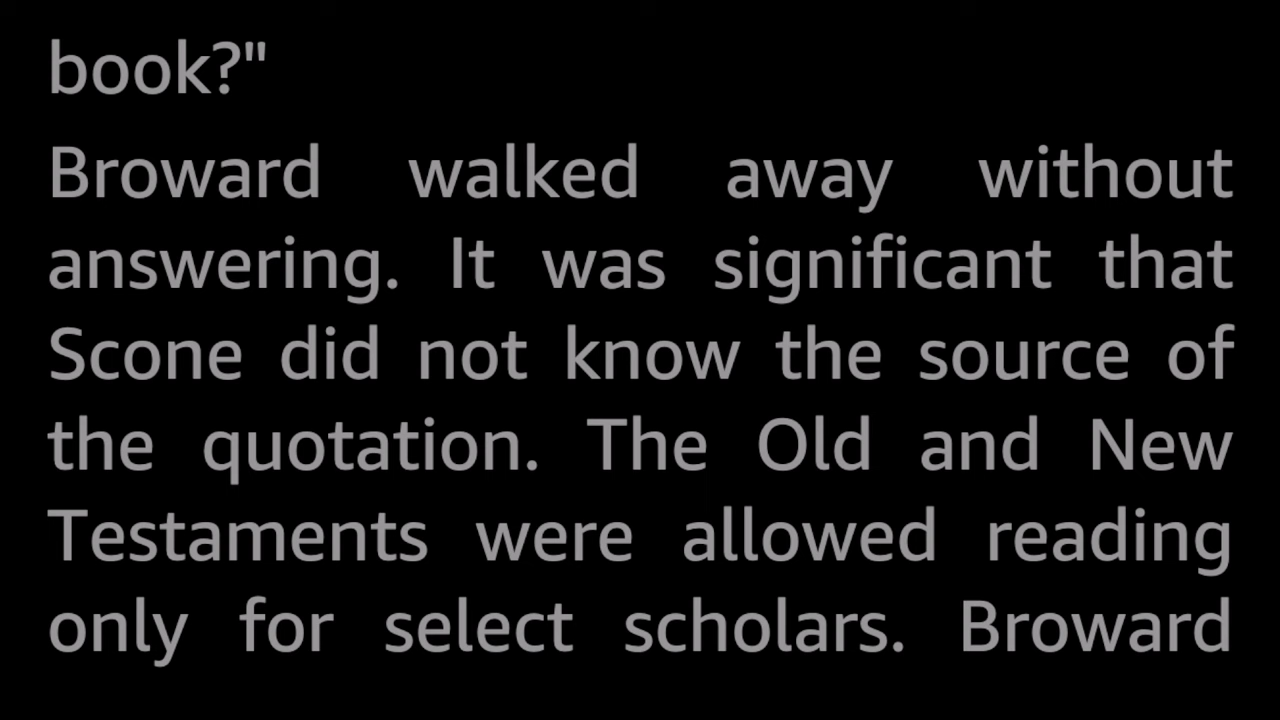 book?"
Broward walked away without
answering. It was significant that
Scone did not know the source of
the quotation. The Old and New
Testaments were allowed reading
only for select scholars. Broward